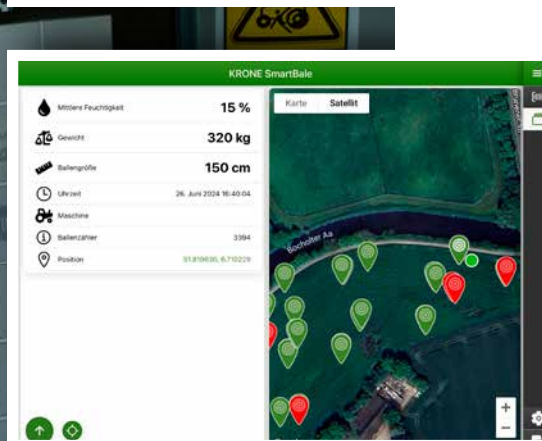 KRONE SmartBale
Mittlere Feuchtigkeit 15 %
Gewicht 320 kg
Ballengröße 150 cm
Uhrzeit 26. Juni 2024 16:40:04
Maschine
Ballenzähler 3394
Position
Karte Satellit
Bocholter Aa
+
−